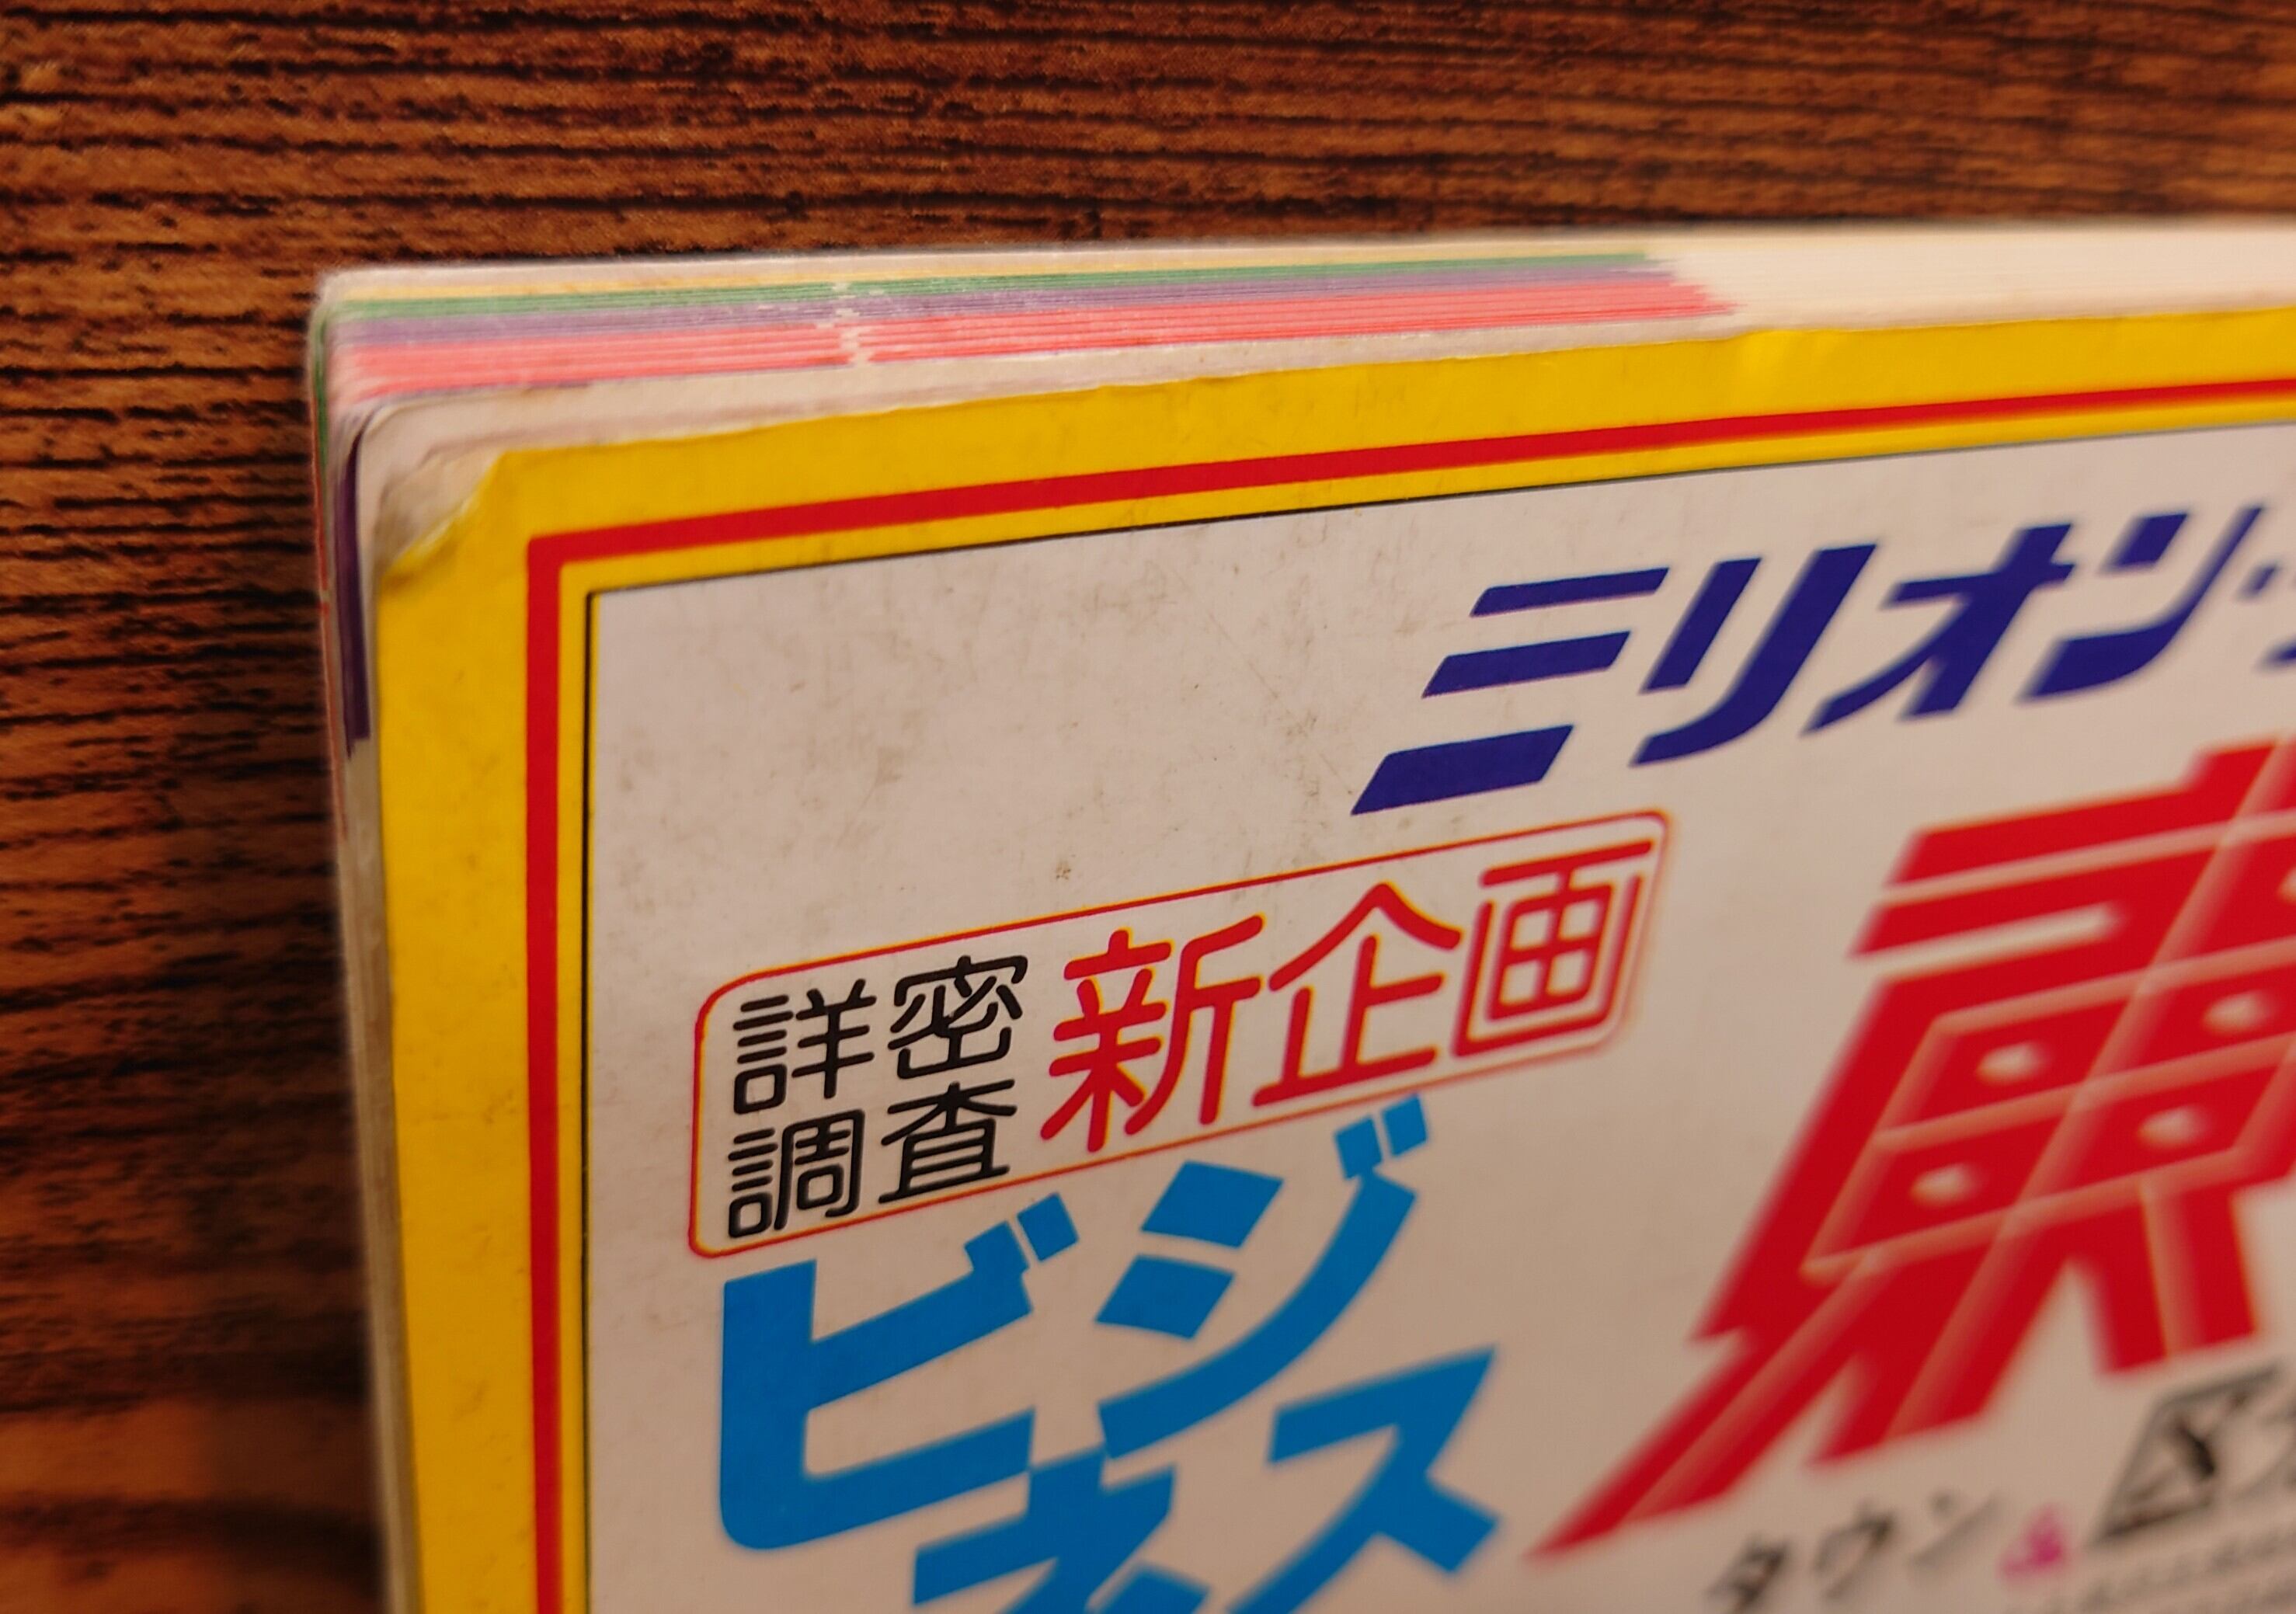 ミリオン
詳密
調査
新企画
ビジ
ネス
タウン